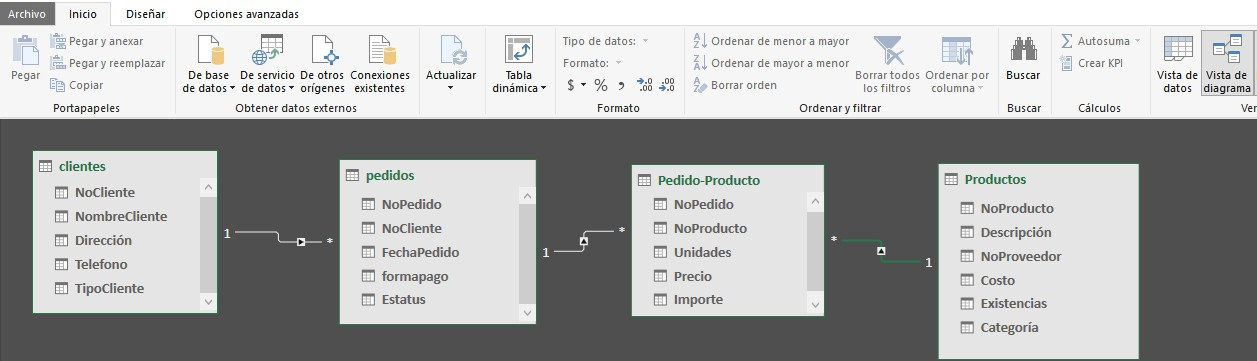 Archivo Inicio Diseñar Opciones avanzadas
Pegar
Pegar y anexar
Pegar y reemplazar
Copiar
Portapapeles
De base de datos
De servicio de datos
De otros orígenes
Conexiones existentes
Obtener datos externos
Actualizar
Tabla dinámica
Tipo de datos:
Formato:
$ % , .00 .00
Formato
Ordenar de menor a mayor
Ordenar de mayor a menor
Borrar orden
Borrar todos los filtros
Ordenar por columna
Ordenar y filtrar
Buscar
Buscar
Autosuma
Crear KPI
Cálculos
Vista de datos
Vista de diagrama
Ver
clientes
NoCliente
NombreCliente
Dirección
Telefono
TipoCliente
1
*
pedidos
NoPedido
NoCliente
FechaPedido
formapago
Estatus
1
*
Pedido-Producto
NoPedido
NoProducto
Unidades
Precio
Importe
*
1
Productos
NoProducto
Descripción
NoProveedor
Costo
Existencias
Categoría